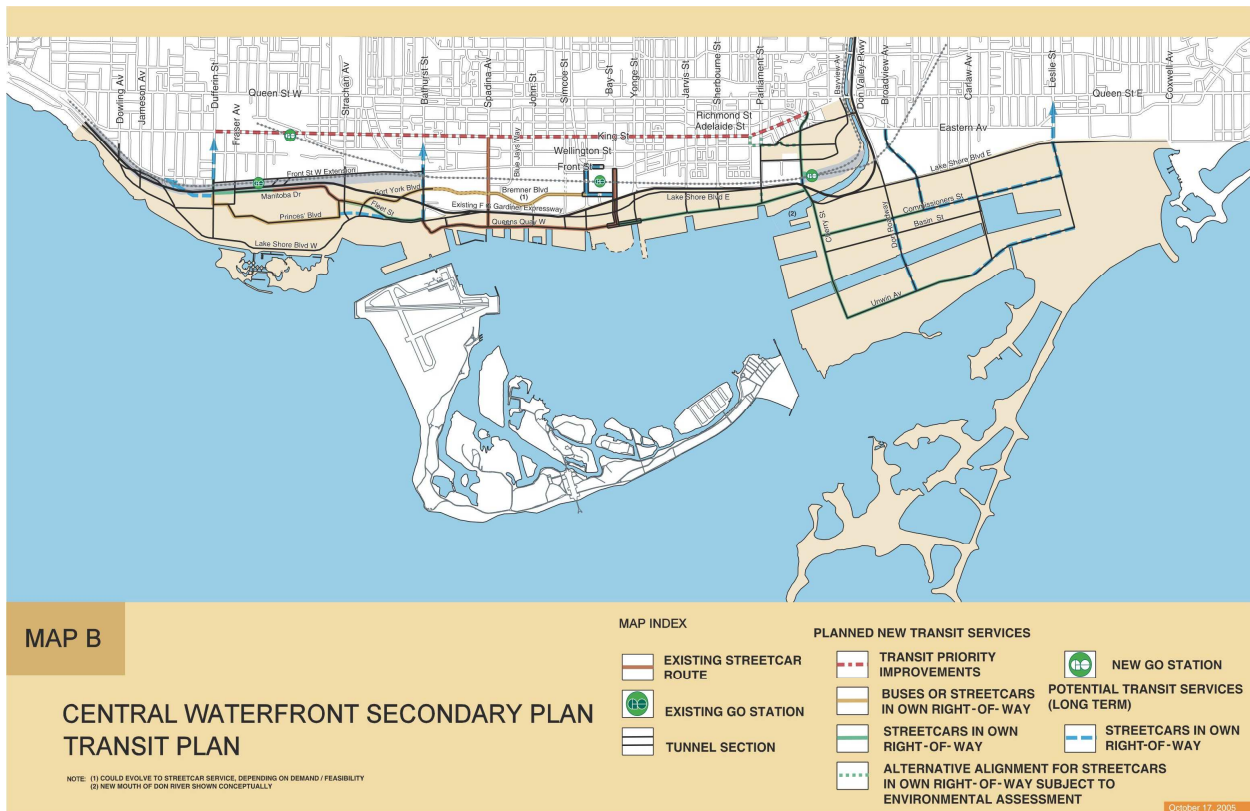 Dowling Av
Jameson Av
Dufferin St
Fraser Av
Queen St W
Strachan Av
Bathurst St
Spadina Av
Blue Jays Way
John St
Simcoe St
Bay St
Yonge St
Jarvis St
Sherbourne St
Parliament St
Bayview Av
Don Valley Pkwy
Broadview Av
Carlaw Av
Leslie St
Queen St E
Coxwell Av
Richmond St
Adelaide St
King St
Wellington St
Front St
Eastern Av
GO
GO
GO
GO
Front St W Extension
Manitoba Dr
Fort York Blvd
Fleet St
Princes' Blvd
Lake Shore Blvd W
Bremner Blvd
(1)
Existing F G Gardiner Expressway
Queens Quay W
Lake Shore Blvd E
Lake Shore Blvd E
(2)
Cherry St
Don Roadway
Commissioners St
Basin St
Unwin Av
MAP B
CENTRAL WATERFRONT SECONDARY PLAN
TRANSIT PLAN
NOTE: (1) COULD EVOLVE TO STREETCAR SERVICE, DEPENDING ON DEMAND / FEASIBILITY
(2) NEW MOUTH OF DON RIVER SHOWN CONCEPTUALLY
MAP INDEX
EXISTING STREETCAR
ROUTE
GO
EXISTING GO STATION
TUNNEL SECTION
PLANNED NEW TRANSIT SERVICES
TRANSIT PRIORITY
IMPROVEMENTS
BUSES OR STREETCARS
IN OWN RIGHT-OF-WAY
STREETCARS IN OWN
RIGHT-OF-WAY
ALTERNATIVE ALIGNMENT FOR STREETCARS
IN OWN RIGHT-OF-WAY SUBJECT TO
ENVIRONMENTAL ASSESSMENT
GO
NEW GO STATION
POTENTIAL TRANSIT SERVICES
(LONG TERM)
STREETCARS IN OWN
RIGHT-OF-WAY
October 17, 2005